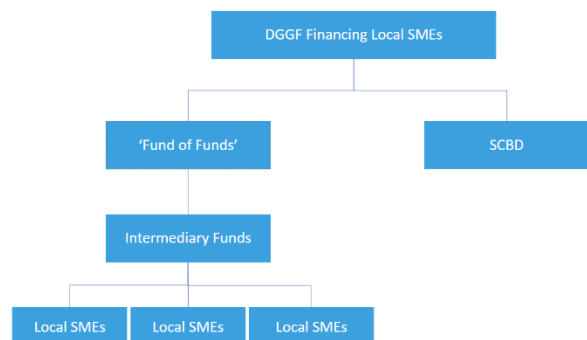 DGGF Financing Local SMEs
‘Fund of Funds’
SCBD
Intermediary Funds
Local SMEs
Local SMEs
Local SMEs